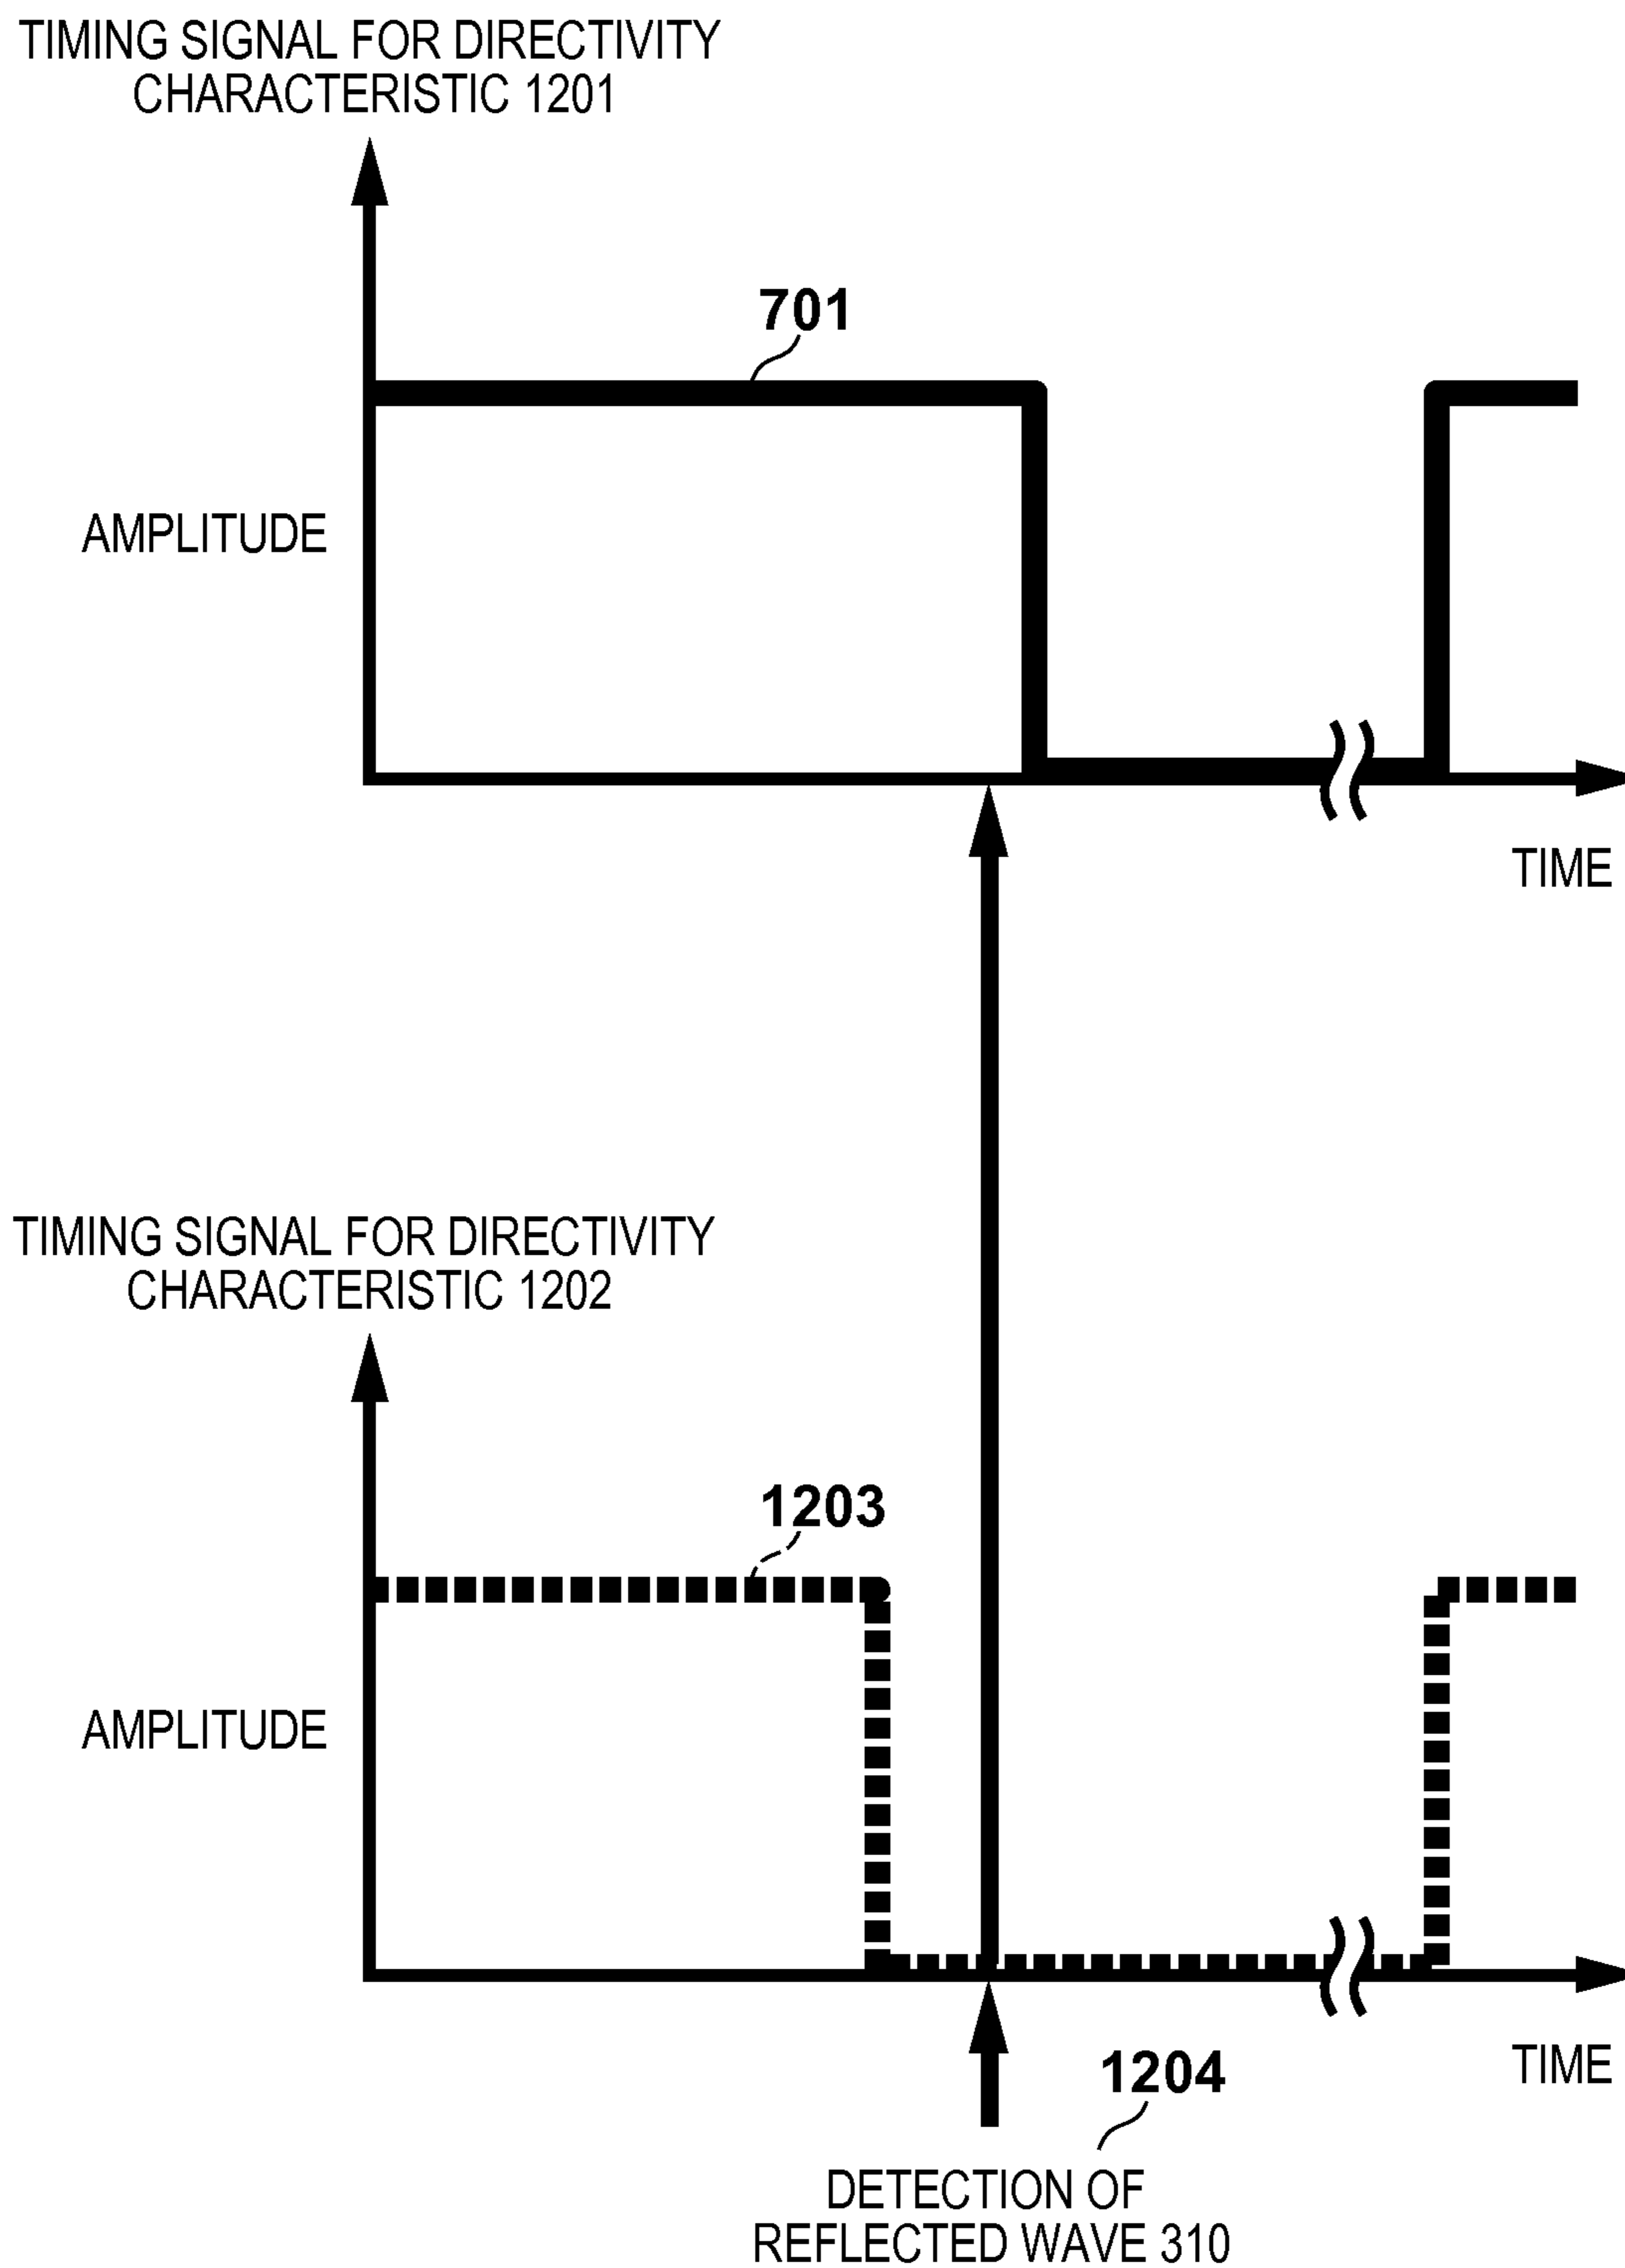 TIMING SIGNAL FOR DIRECTIVITY
CHARACTERISTIC 1201
701
AMPLITUDE
TIME
TIMING SIGNAL FOR DIRECTIVITY
CHARACTERISTIC 1202
1203
AMPLITUDE
TIME
1204
DETECTION OF
REFLECTED WAVE 310